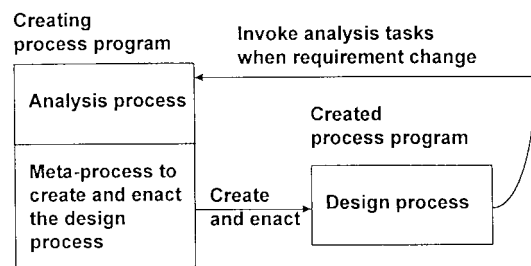 Creating
process program
Invoke analysis tasks
when requirement change
Analysis process
Created
process program
Meta-process to
create and enact
the design
process
Create
and enact
Design process